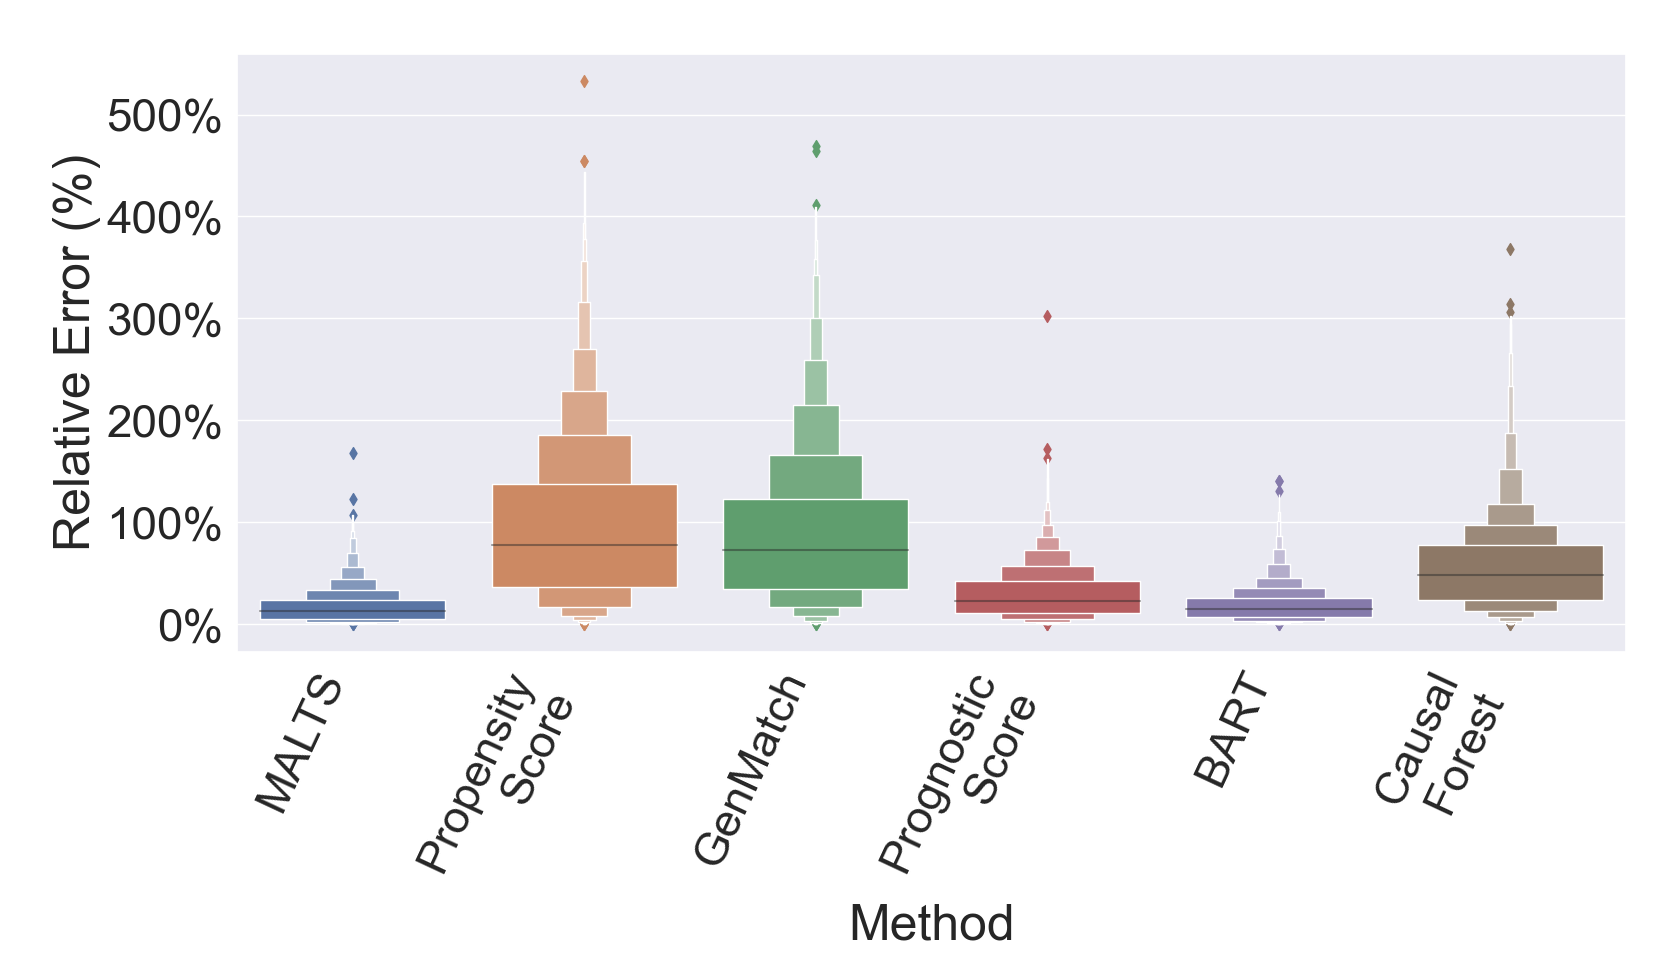 Relative Error (%)
500%
400%
300%
200%
100%
0%
MALTS
Propensity
Score
GenMatch
Prognostic
Score
BART
Causal
Forest
Method